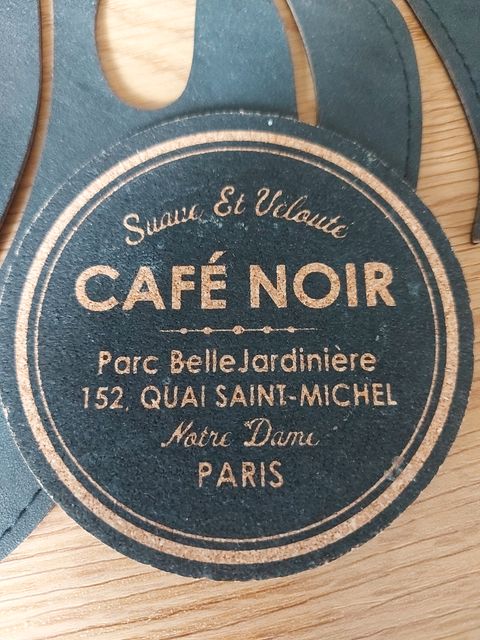 Suave Et Velouté
CAFÉ NOIR
Parc Belle Jardinière
152, QUAI SAINT-MICHEL
Notre Dame
PARIS